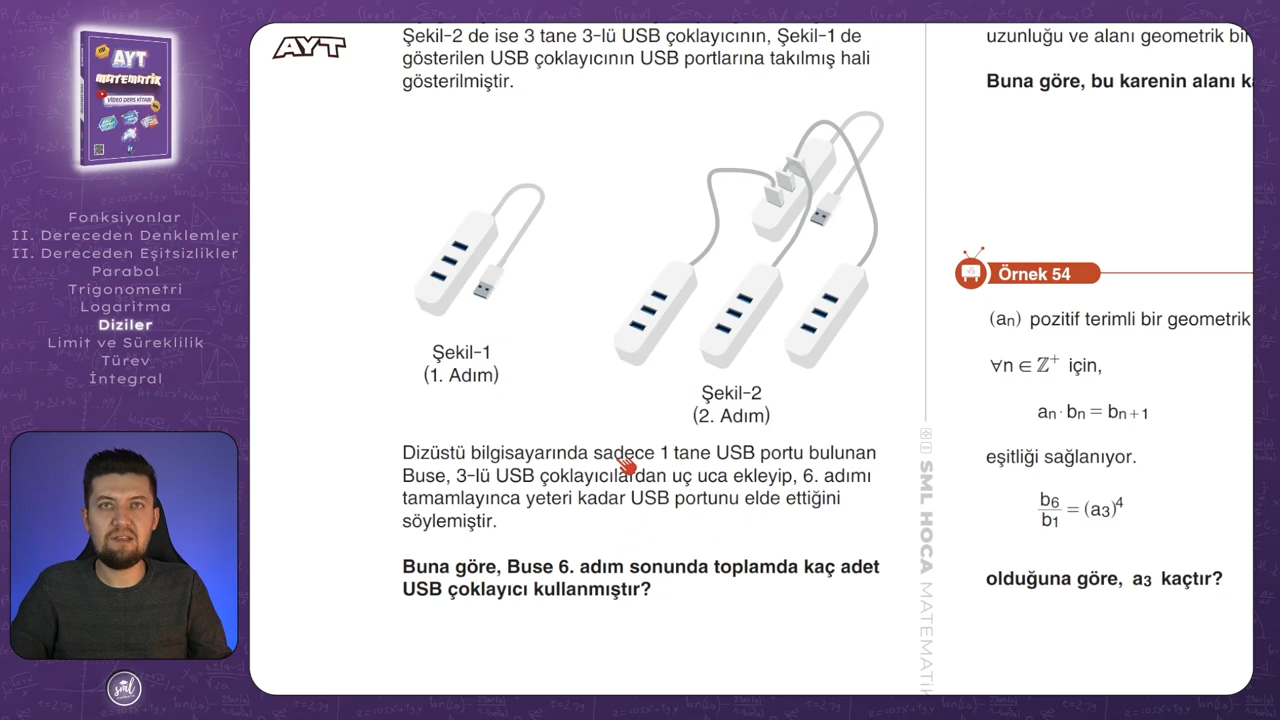 AYT
MATEMATİK
VİDEO DERS KİTABI
Fonksiyonlar
II. Dereceden Denklemler
II. Dereceden Eşitsizlikler
Parabol
Trigonometri
Logaritma
Diziler
Limit ve Süreklilik
Türev
İntegral
sml
AYT
Şekil-2 de ise 3 tane 3-lü USB çoklayıcının, Şekil-1 de
gösterilen USB çoklayıcının USB portlarına takılmış hali
gösterilmiştir.
Şekil-1
(1. Adım)
Şekil-2
(2. Adım)
Dizüstü bilgisayarında sadece 1 tane USB portu bulunan
Buse, 3-lü USB çoklayıcılardan uç uca ekleyip, 6. adımı
tamamlayınca yeteri kadar USB portunu elde ettiğini
söylemiştir.
Buna göre, Buse 6. adım sonunda toplamda kaç adet
USB çoklayıcı kullanmıştır?
SML HOCA MATEMATİK
uzunluğu ve alanı geometrik bir
Buna göre, bu karenin alanı k
Örnek 54
(an) pozitif terimli bir geometrik
∀n ∈ ℤ+ için,
an · bn = bn+1
eşitliği sağlanıyor.
b6/b1 = (a3)4
olduğuna göre, a3 kaçtır?